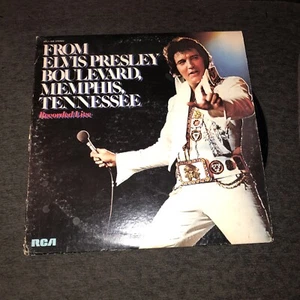 FROM
ELVIS PRESLEY
BOULEVARD,
MEMPHIS,
TENNESSEE
Recorded Live
RCA